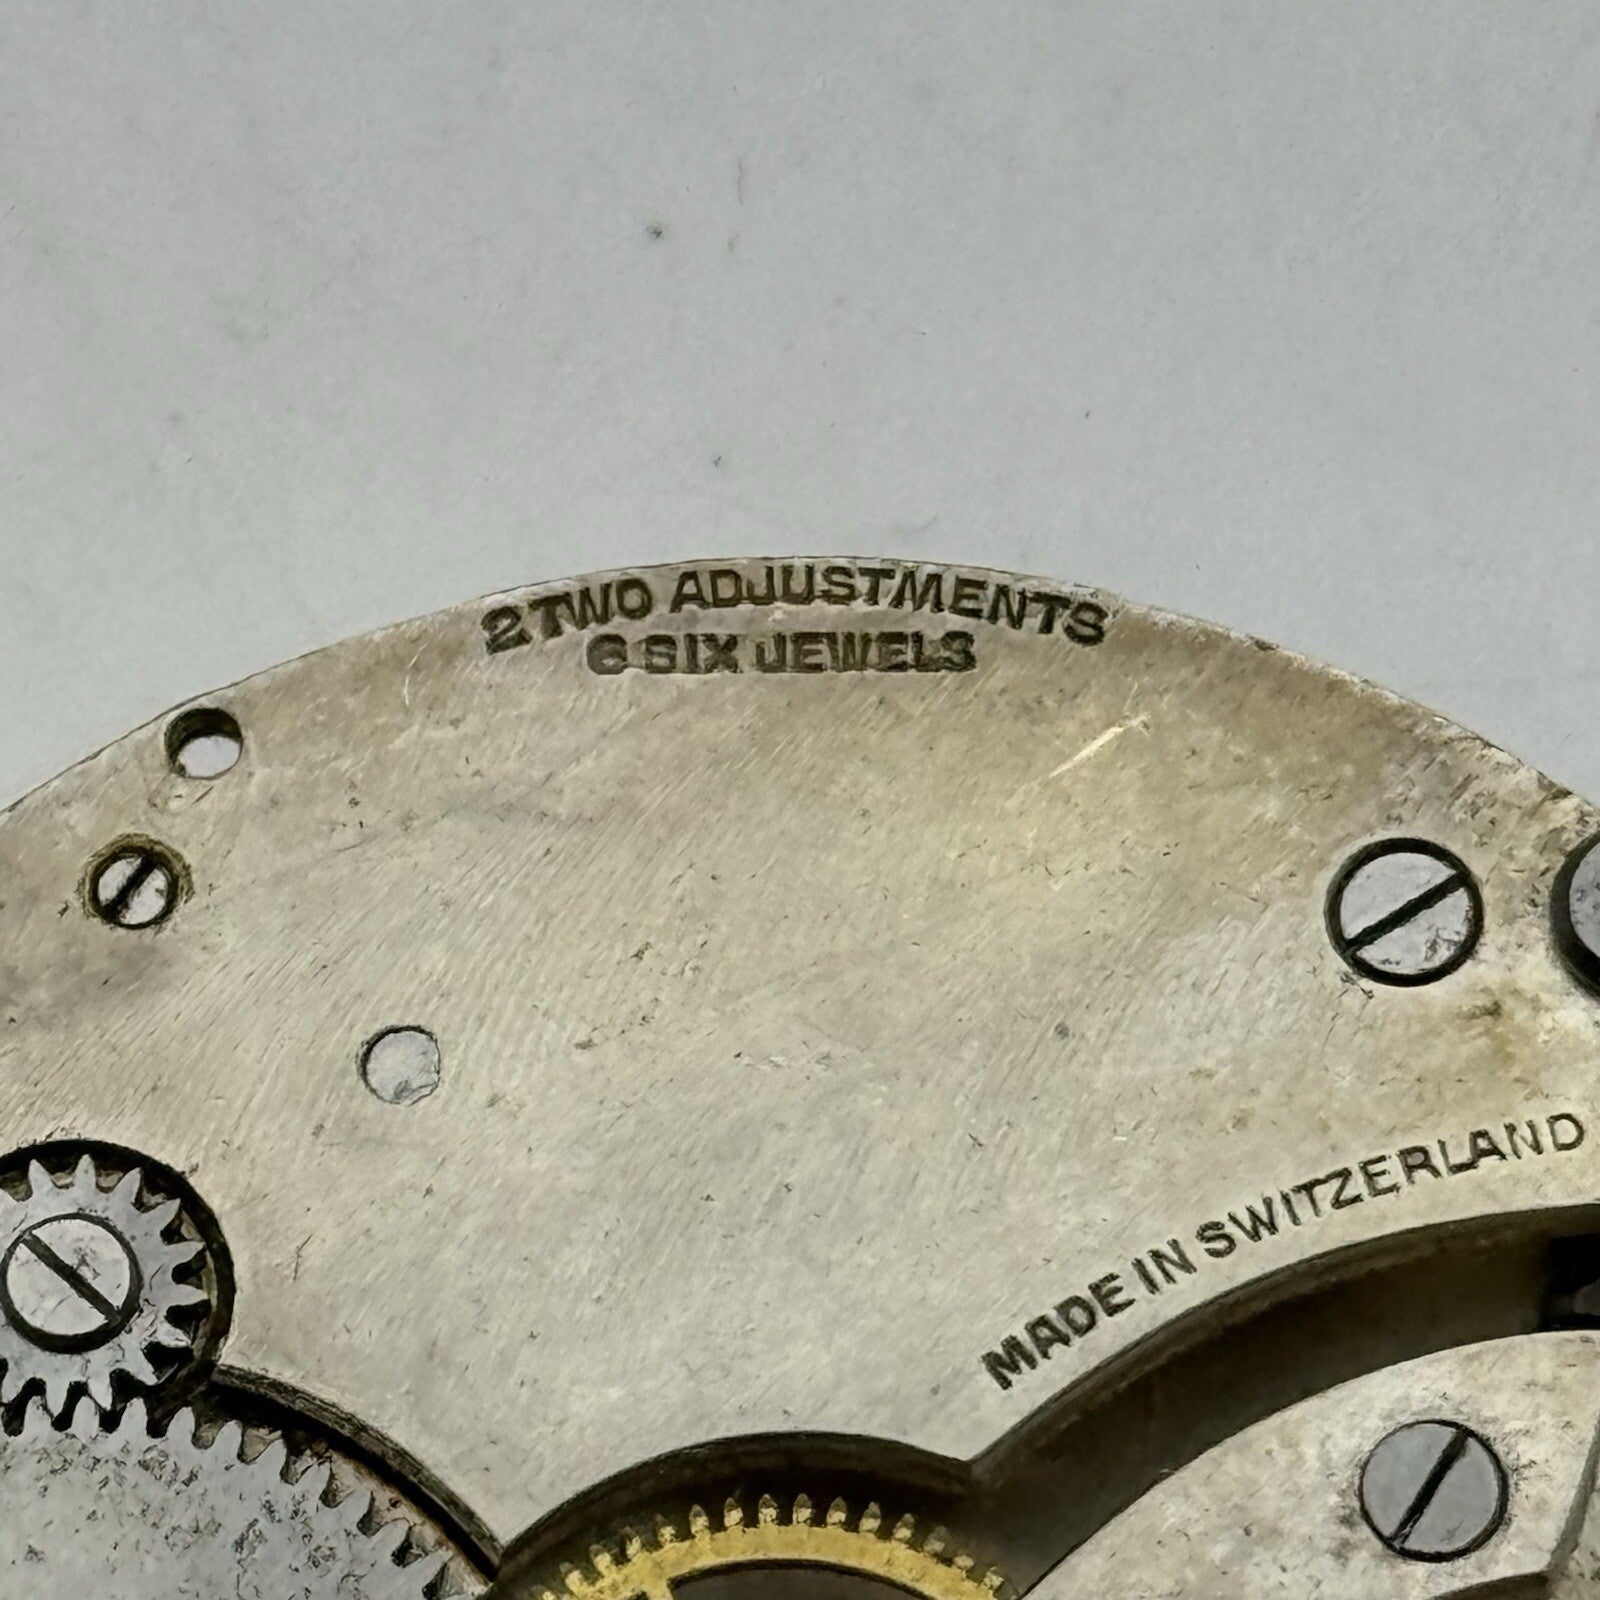 2 TWO ADJUSTMENTS
6 SIX JEWELS
MADE IN SWITZERLAND